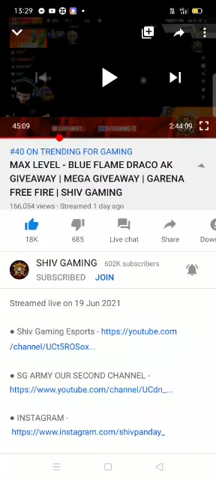 13:29
45:09
2:44:09
#40 ON TRENDING FOR GAMING
MAX LEVEL - BLUE FLAME DRACO AK
GIVEAWAY | MEGA GIVEAWAY | GARENA
FREE FIRE | SHIV GAMING
166,054 views · Streamed 1 day ago
18K
685
Live chat
Share
Down
SHIV GAMING 602K subscribers
SUBSCRIBED JOIN
Streamed live on 19 Jun 2021
● Shiv Gaming Esports - https://youtube.com
/channel/UCt5ROSox...
● SG ARMY OUR SECOND CHANNEL -
https://www.youtube.com/channel/UCdn_...
● INSTAGRAM -
https://www.instagram.com/shivpanday_